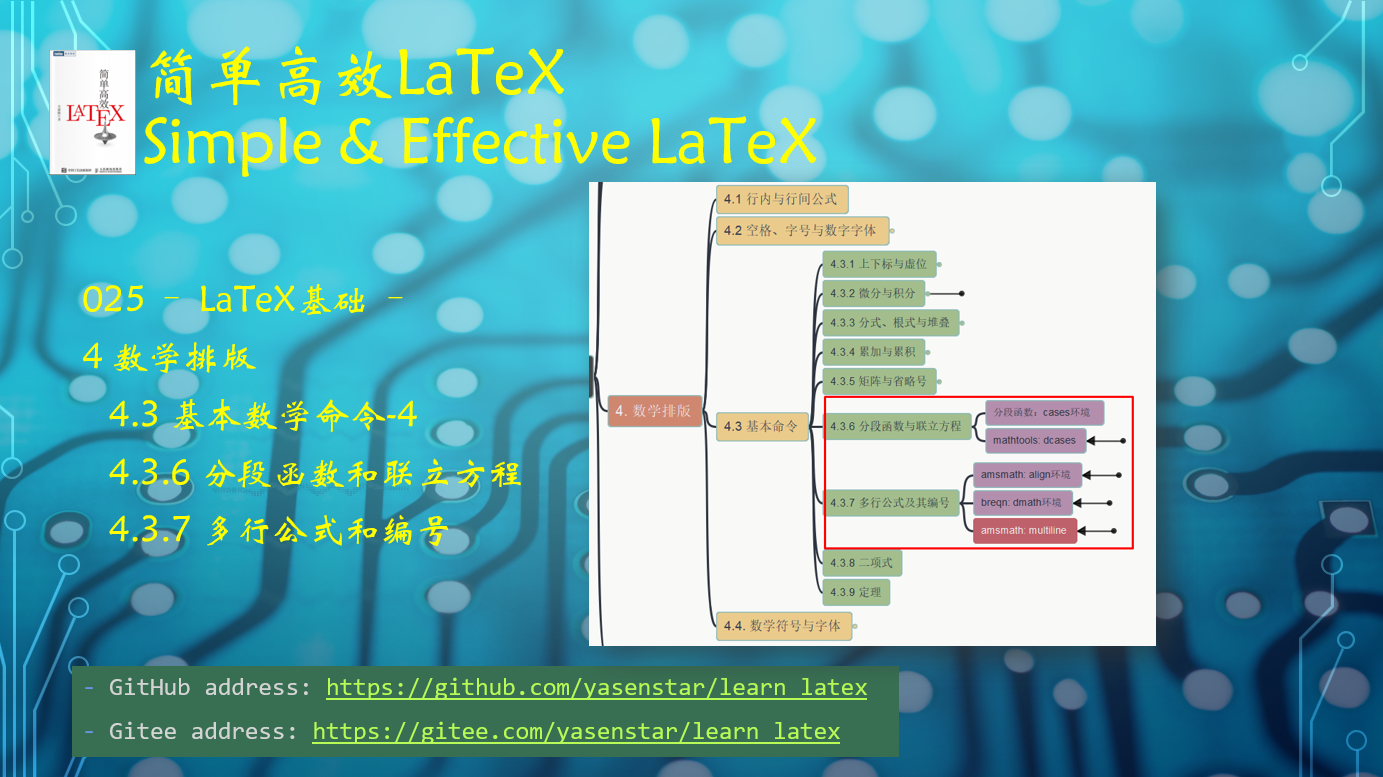 简单高效LaTeX
Simple & Effective LaTeX
简单高效
LATEX
025 – LaTeX基础 –
4 数学排版
4.3 基本数学命令-4
4.3.6 分段函数和联立方程
4.3.7 多行公式和编号
4. 数学排版
4.1 行内与行间公式
4.2 空格、字号与数字字体
4.3 基本命令
4.3.1 上下标与虚位
4.3.2 微分与积分
4.3.3 分式、根式与堆叠
4.3.4 累加与累积
4.3.5 矩阵与省略号
4.3.6 分段函数与联立方程
分段函数：cases环境
mathtools: dcases
4.3.7 多行公式及其编号
amsmath: align环境
breqn: dmath环境
amsmath: multiline
4.3.8 二项式
4.3.9 定理
4.4. 数学符号与字体
- GitHub address: https://github.com/yasenstar/learn_latex
- Gitee address: https://gitee.com/yasenstar/learn_latex